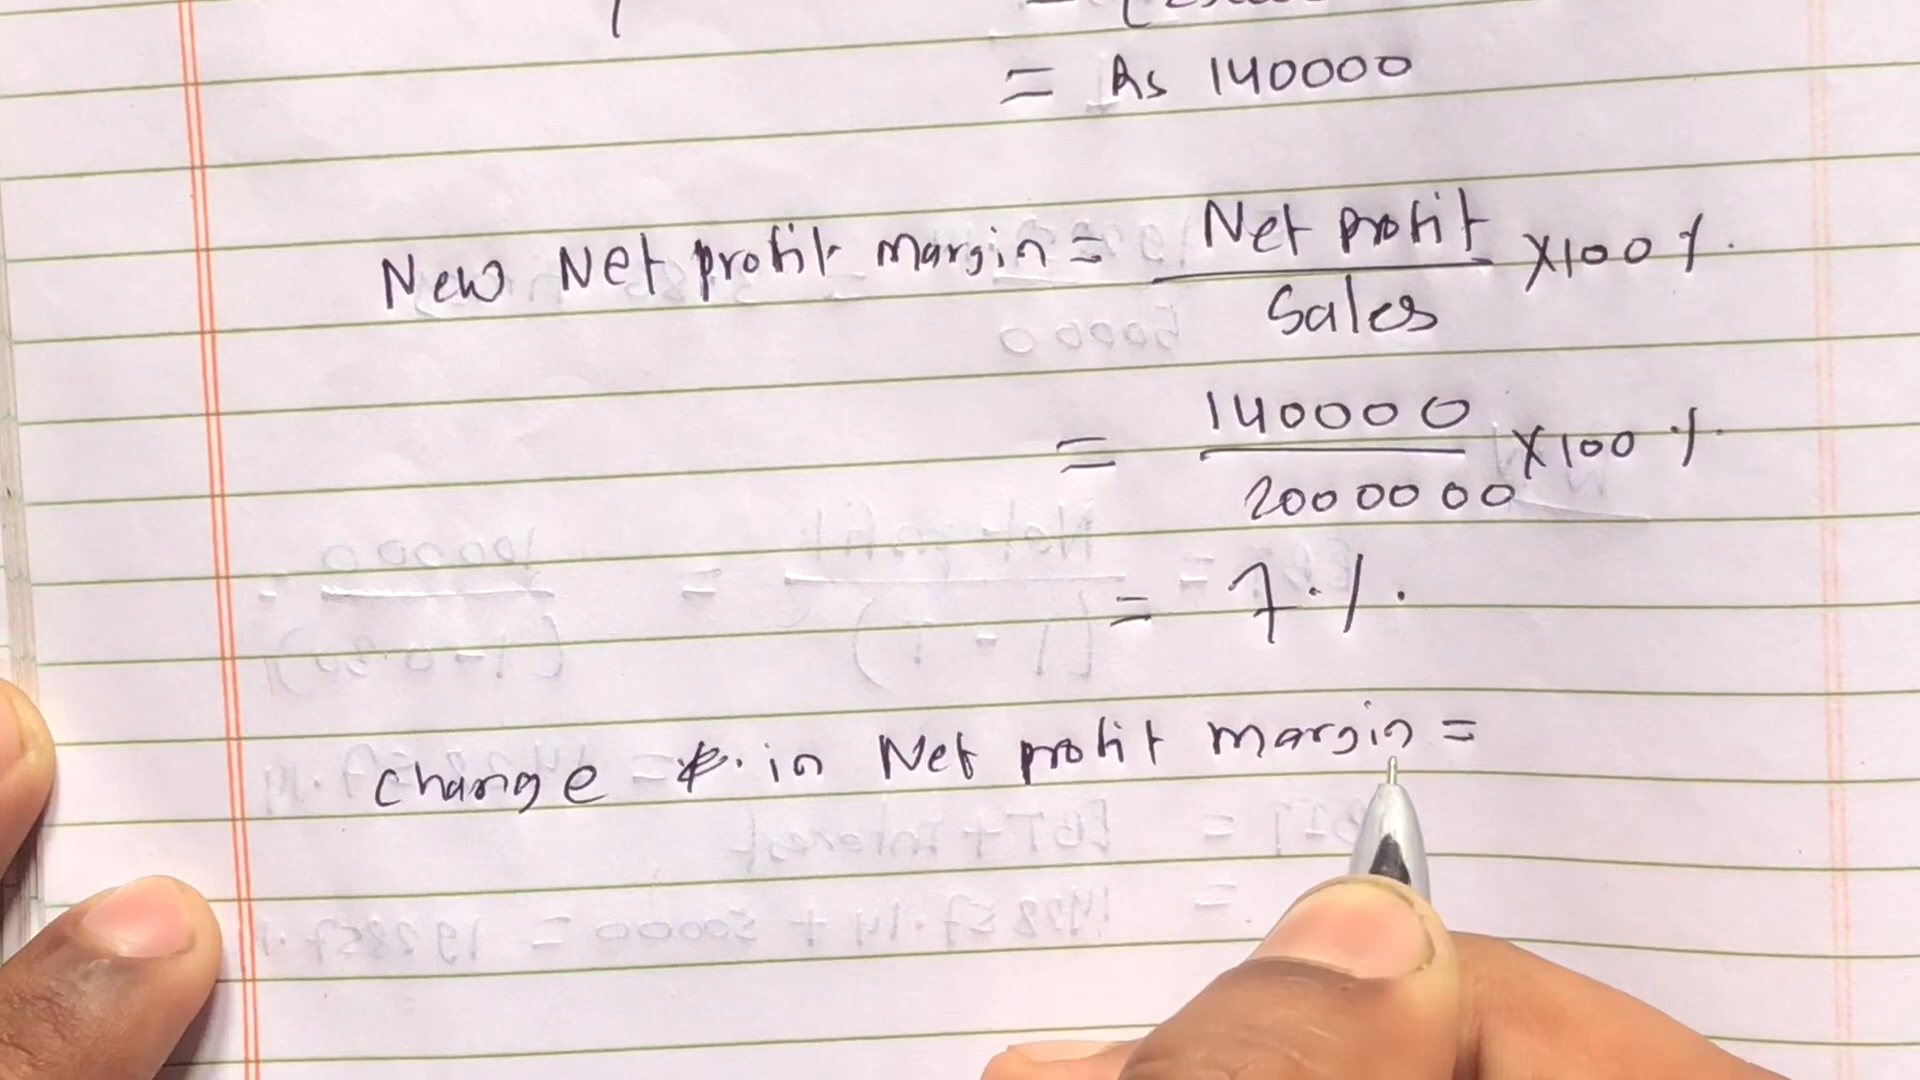 = Rs 140000
New Net profit margin = Net profit / Sales × 100 %
= 140000 / 2000000 × 100 %
= 7 %
change in Net profit margin =